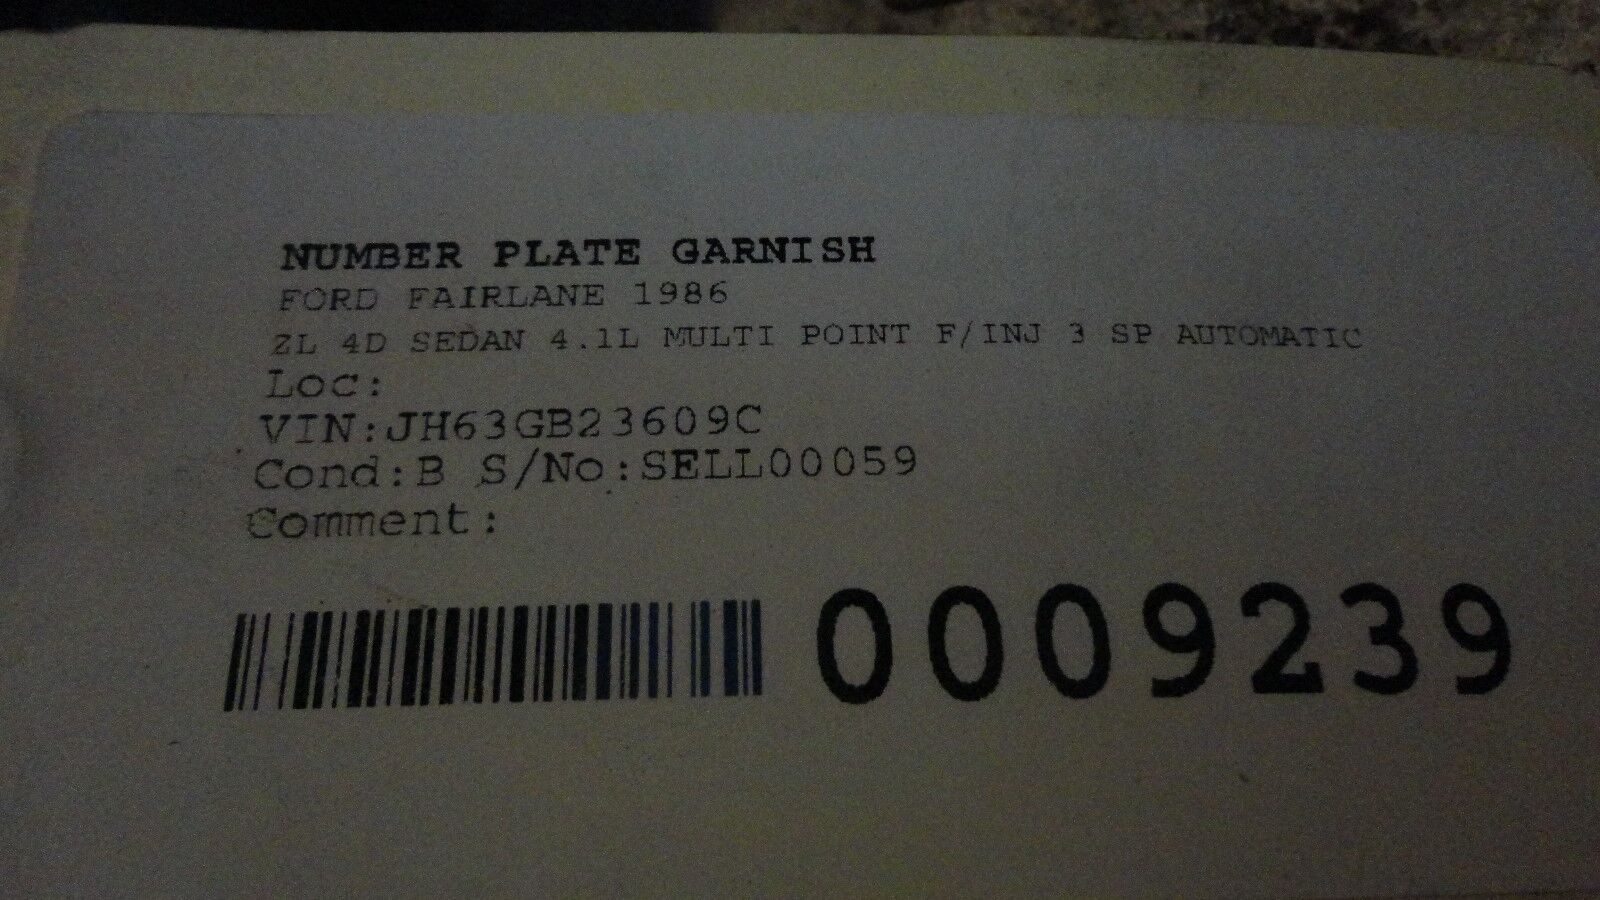 NUMBER PLATE GARNISH
FORD FAIRLANE 1986
ZL 4D SEDAN 4.1L MULTI POINT F/INJ 3 SP AUTOMATIC
Loc:
VIN:JH63GB23609C
Cond:B S/No:SELL00059
Comment:
0009239